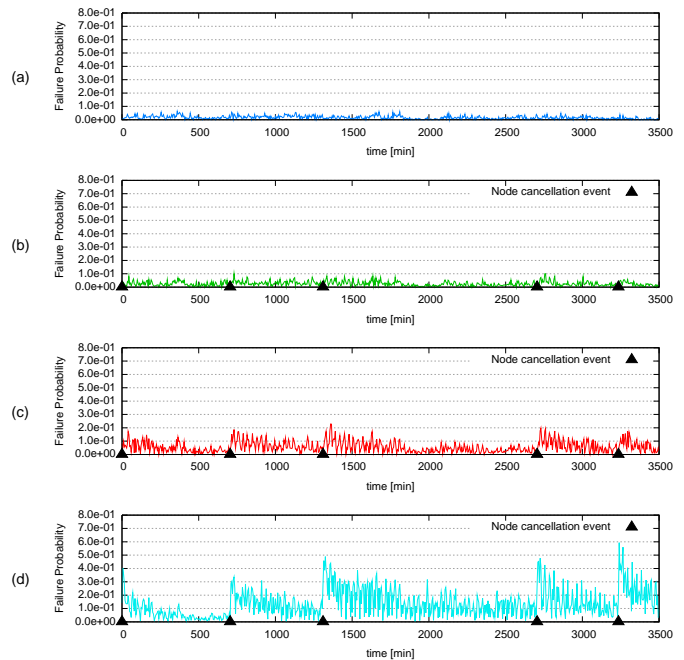 8.0e-01
7.0e-01
6.0e-01
5.0e-01
4.0e-01
3.0e-01
2.0e-01
1.0e-01
0.0e+00
Failure Probability
(a)
0 500 1000 1500 2000 2500 3000 3500
time [min]
Node cancellation event
8.0e-01
7.0e-01
6.0e-01
5.0e-01
4.0e-01
3.0e-01
2.0e-01
1.0e-01
0.0e+00
Failure Probability
(b)
0 500 1000 1500 2000 2500 3000 3500
time [min]
Node cancellation event
8.0e-01
7.0e-01
6.0e-01
5.0e-01
4.0e-01
3.0e-01
2.0e-01
1.0e-01
0.0e+00
Failure Probability
(c)
0 500 1000 1500 2000 2500 3000 3500
time [min]
Node cancellation event
8.0e-01
7.0e-01
6.0e-01
5.0e-01
4.0e-01
3.0e-01
2.0e-01
1.0e-01
0.0e+00
Failure Probability
(d)
0 500 1000 1500 2000 2500 3000 3500
time [min]